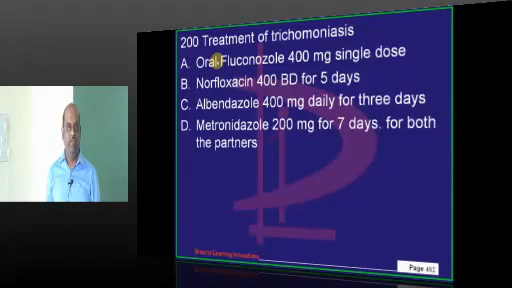 200 Treatment of trichomoniasis
A. Oral Fluconozole 400 mg single dose
B. Norfloxacin 400 BD for 5 days
C. Albendazole 400 mg daily for three days
D. Metronidazole 200 mg for 7 days. for both
the partners
Page 482